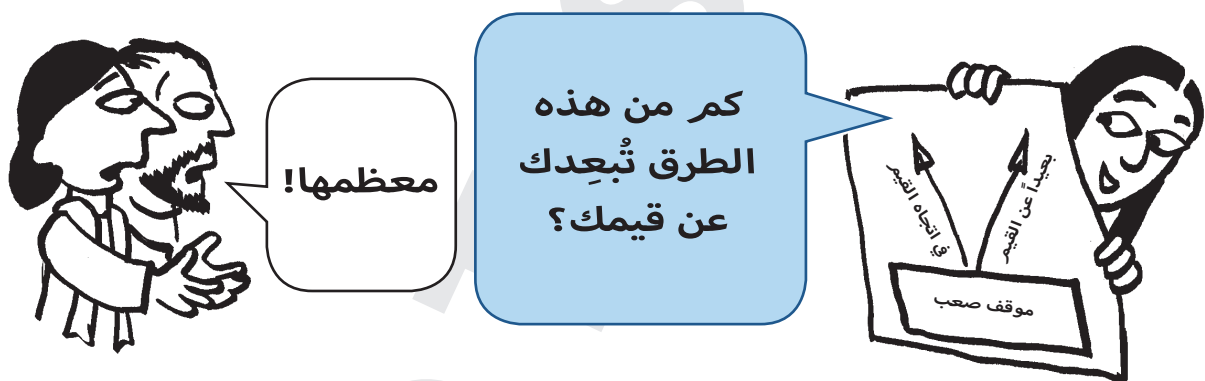 كم من هذه
الطرق تُبعِدك
عن قيمك؟
معظمها!
بعيداً عن القيم
في اتجاه القيم
موقف صعب